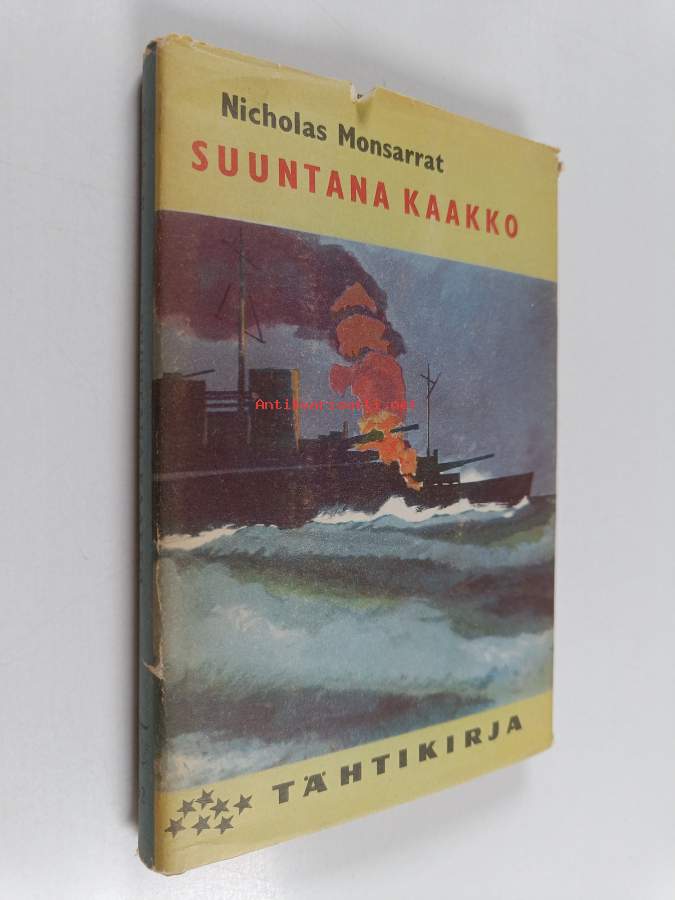 Nicholas Monsarrat
SUUNTANA KAAKKO
Antikvariaatti.net
TÄHTIKIRJA